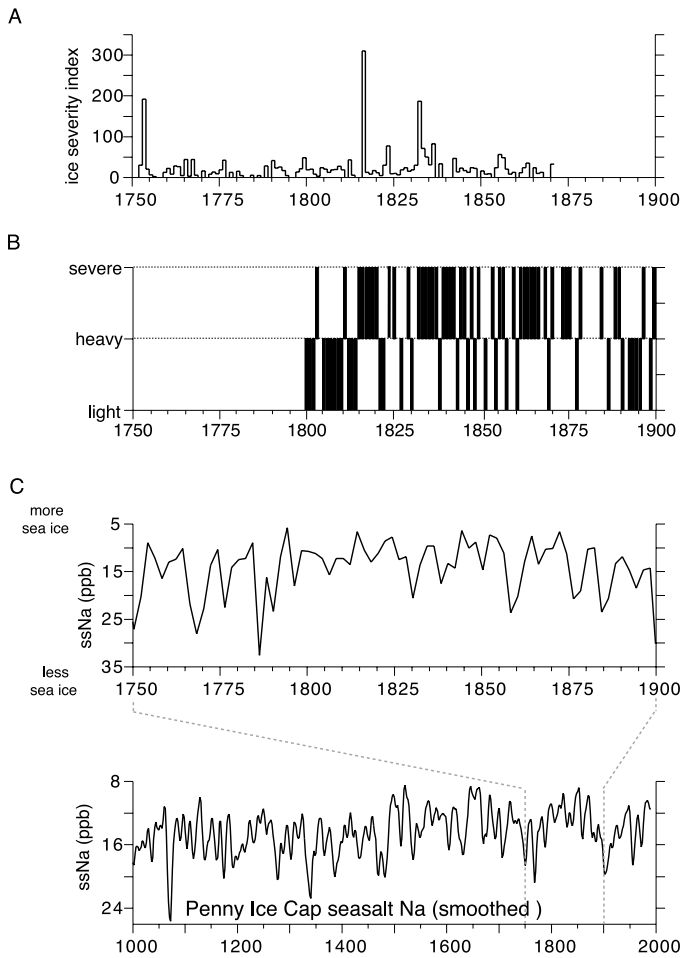 A
ice severity index
300
200
100
0
1750 1775 1800 1825 1850 1875 1900
B
severe
heavy
light
1750 1775 1800 1825 1850 1875 1900
C
more
sea ice
5
15
25
35
ssNa (ppb)
less
sea ice
1750 1775 1800 1825 1850 1875 1900
8
16
24
ssNa (ppb)
Penny Ice Cap seasalt Na (smoothed )
1000 1200 1400 1600 1800 2000